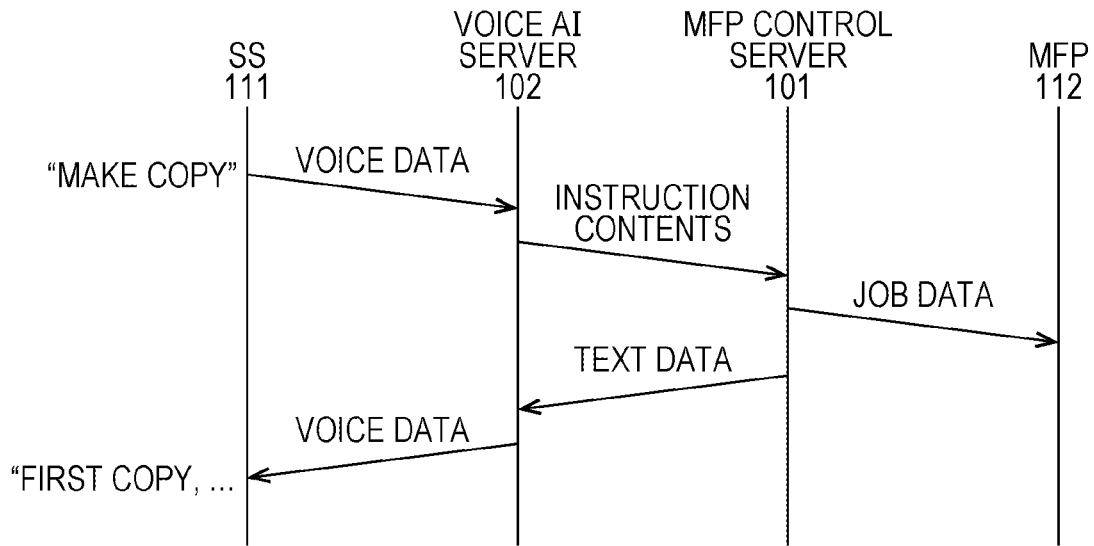 SS
111
VOICE AI
SERVER
102
MFP CONTROL
SERVER
101
MFP
112
“MAKE COPY”
VOICE DATA
INSTRUCTION
CONTENTS
JOB DATA
TEXT DATA
VOICE DATA
“FIRST COPY, ...